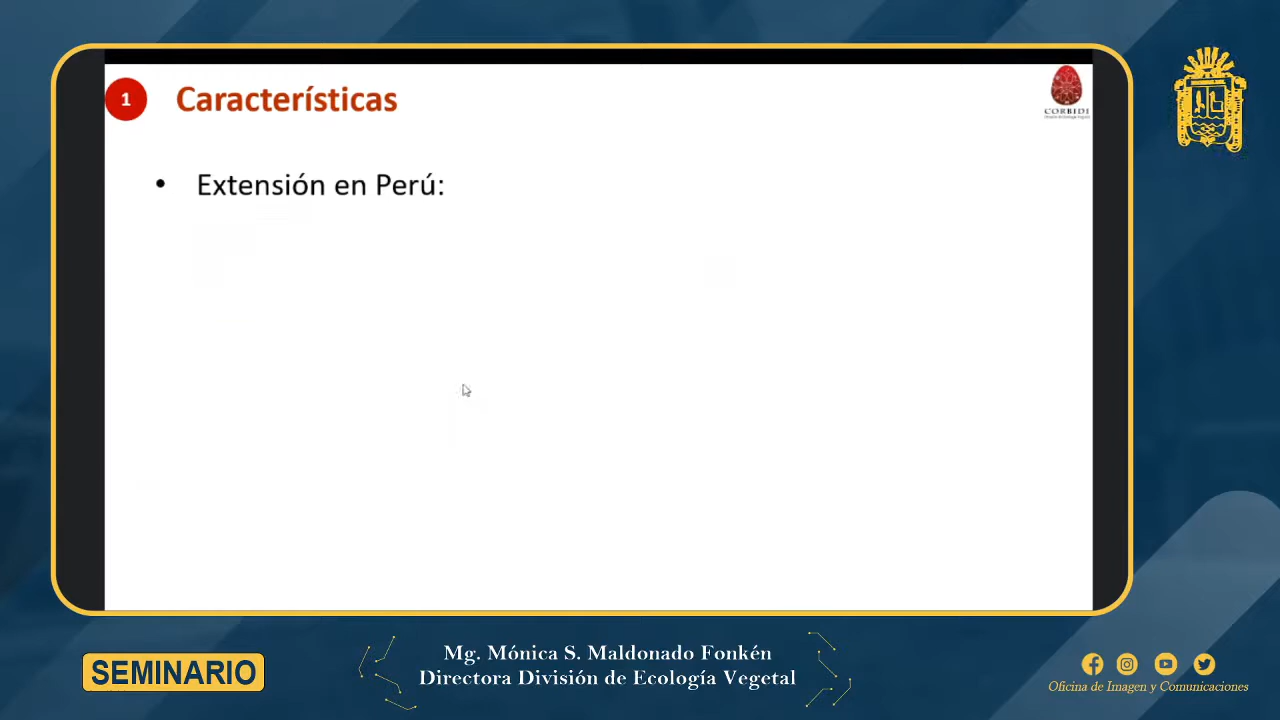 1 Características
CORBIDI
• Extensión en Perú:
SEMINARIO
Mg. Mónica S. Maldonado Fonkén
Directora División de Ecología Vegetal
Oficina de Imagen y Comunicaciones